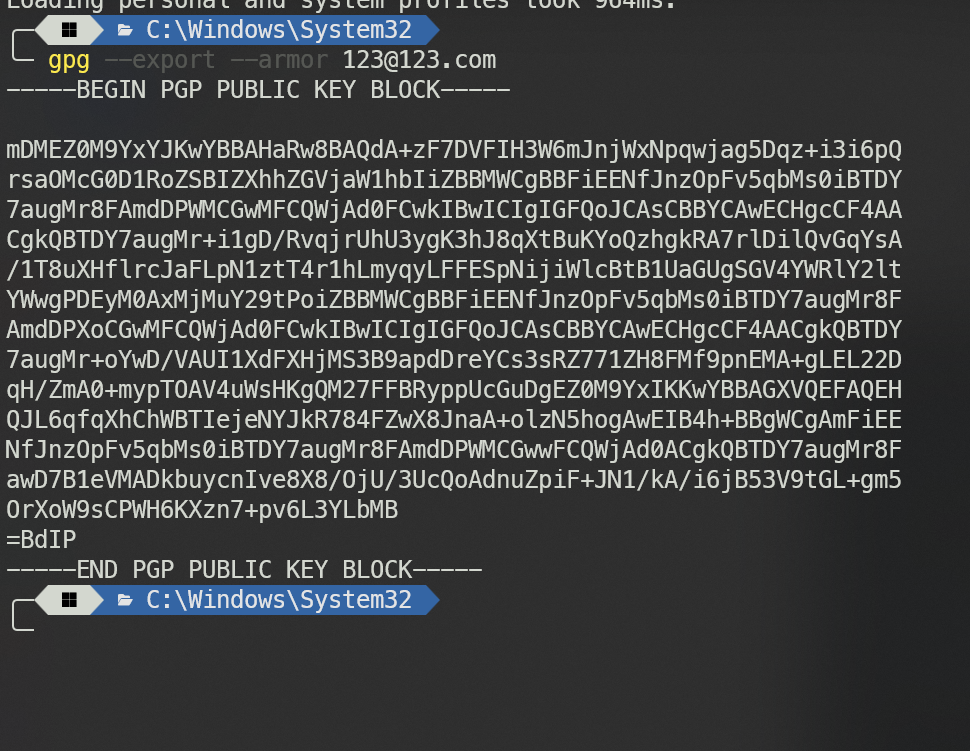 Loading personal and system profiles took 964ms.
C:\Windows\System32
gpg --export --armor 123@123.com
-----BEGIN PGP PUBLIC KEY BLOCK-----

mDMEZ0M9YxYJKwYBBAHaRw8BAQdA+zF7DVFIH3W6mJnjWxNpqwjag5Dqz+i3i6pQ
rsaOMcG0D1RoZSBIZXhhZGVjaW1hbIiZBBMWCgBBFiEENfJnzOpFv5qbMs0iBTDY
7augMr8FAmdDPWMCGwMFCQWjAd0FCwkIBwICIgIGFQoJCAsCBBYCAwECHgcCF4AA
CgkQBTDY7augMr+i1gD/RvqjrUhU3ygK3hJ8qXtBuKYoQzhgkRA7rlDilQvGqYsA
/1T8uXHflrcJaFLpN1ztT4r1hLmyqyLFFESpNijiWlcBtB1UaGUgSGV4YWRlY2lt
YWwgPDEyM0AxMjMuY29tPoiZBBMWCgBBFiEENfJnzOpFv5qbMs0iBTDY7augMr8F
AmdDPXoCGwMFCQWjAd0FCwkIBwICIgIGFQoJCAsCBBYCAwECHgcCF4AACgkQBTDY
7augMr+oYwD/VAUI1XdFXHjMS3B9apdDreYCs3sRZ771ZH8FMf9pnEMA+gLEL22D
qH/ZmA0+mypTOAV4uWsHKgQM27FFBRyppUcGuDgEZ0M9YxIKKwYBBAGXVQEFAQEH
QJL6qfqXhChWBTIejeNYJkR784FZwX8JnaA+olzN5hogAwEIB4h+BBgWCgAmFiEE
NfJnzOpFv5qbMs0iBTDY7augMr8FAmdDPWMCGwwFCQWjAd0ACgkQBTDY7augMr8F
awD7B1eVMADkbuycnIve8X8/OjU/3UcQoAdnuZpiF+JN1/kA/i6jB53V9tGL+gm5
OrXoW9sCPWH6KXzn7+pv6L3YLbMB
=BdIP
-----END PGP PUBLIC KEY BLOCK-----
C:\Windows\System32